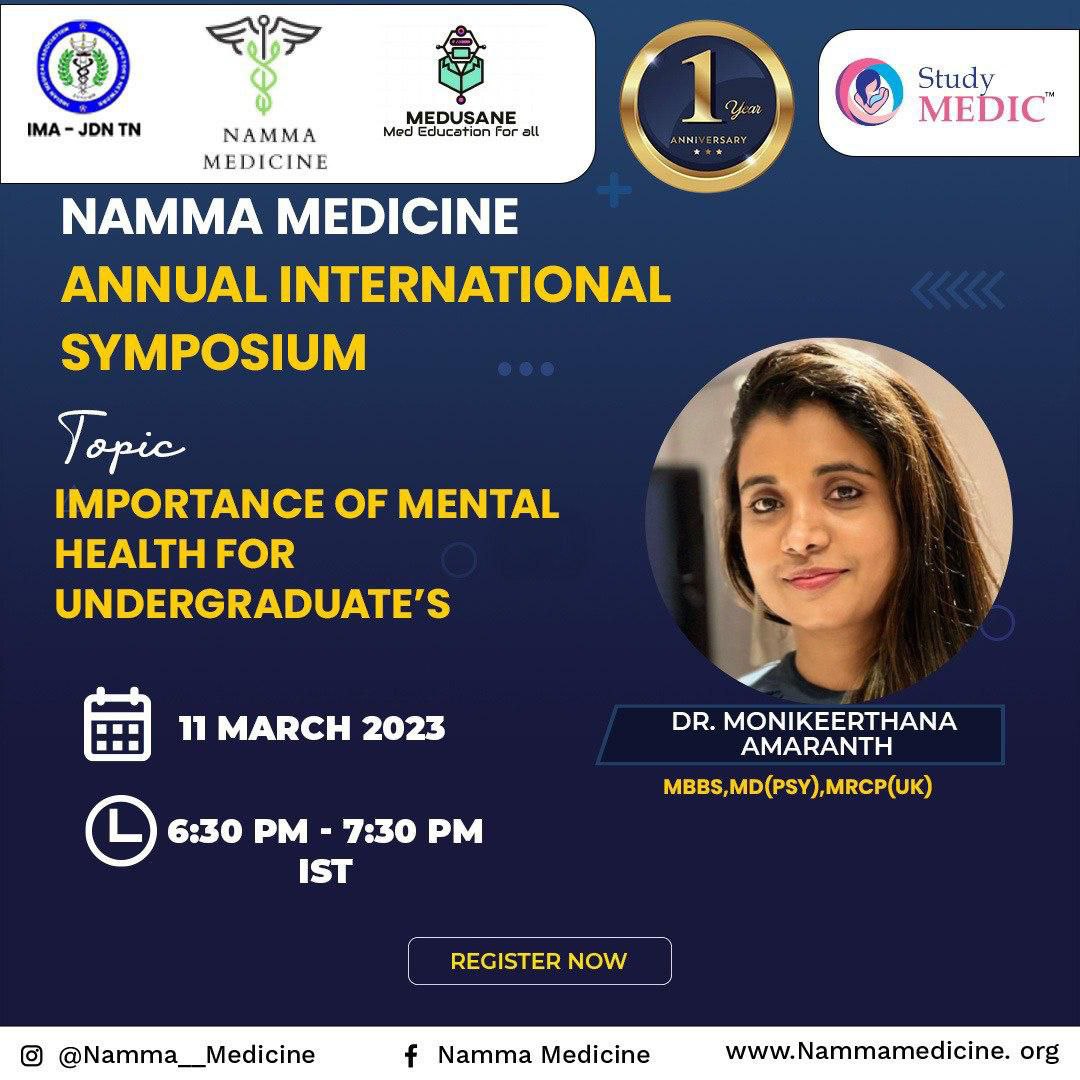 IMA - JDN TN
NAMMA
MEDICINE
MEDUSANE
Med Education for all
1
Year
ANNIVERSARY
Study
MEDIC™
NAMMA MEDICINE
ANNUAL INTERNATIONAL
SYMPOSIUM
Topic
IMPORTANCE OF MENTAL
HEALTH FOR
UNDERGRADUATE’S
11 MARCH 2023
6:30 PM - 7:30 PM
IST
DR. MONIKEERTHANA
AMARANTH
MBBS,MD(PSY),MRCP(UK)
REGISTER NOW
@Namma__Medicine
Namma Medicine
www.Nammamedicine. org